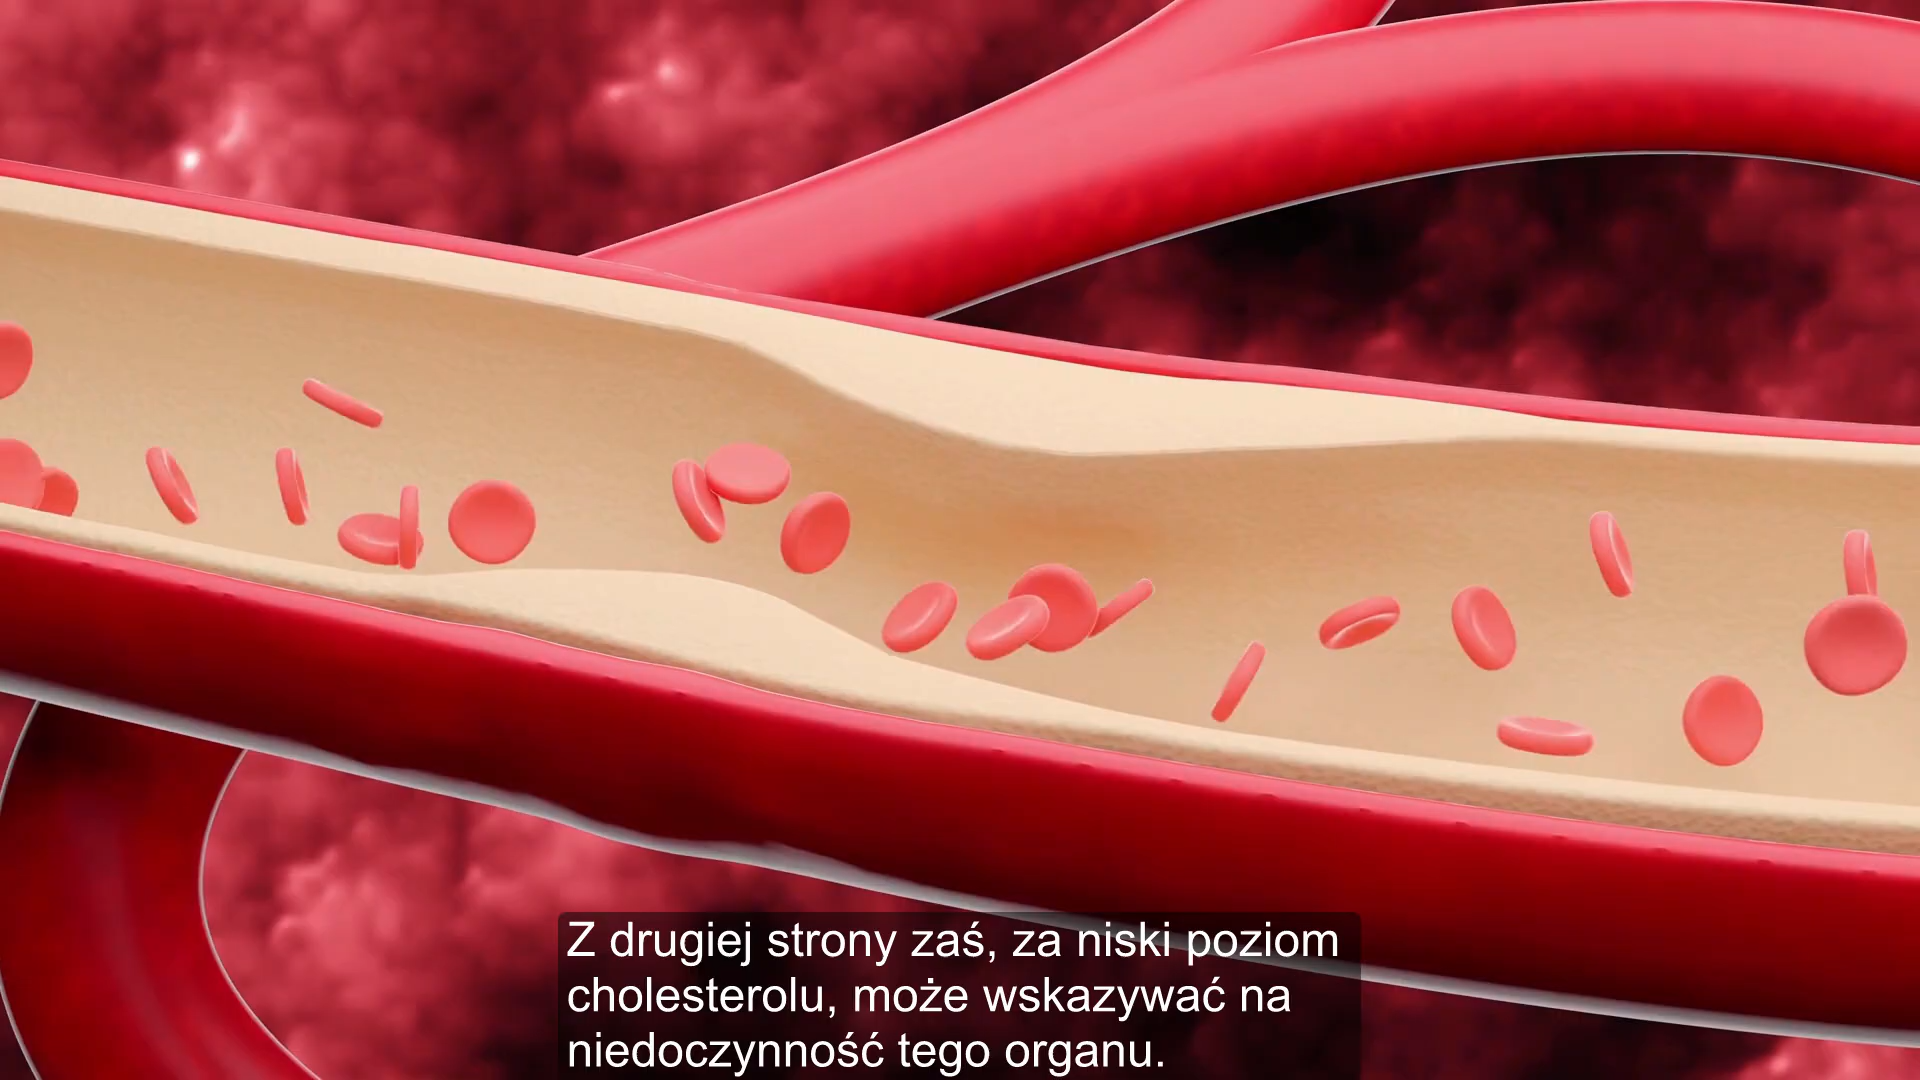 Z drugiej strony zaś, za niski poziom
cholesterolu, może wskazywać na
niedoczynność tego organu.